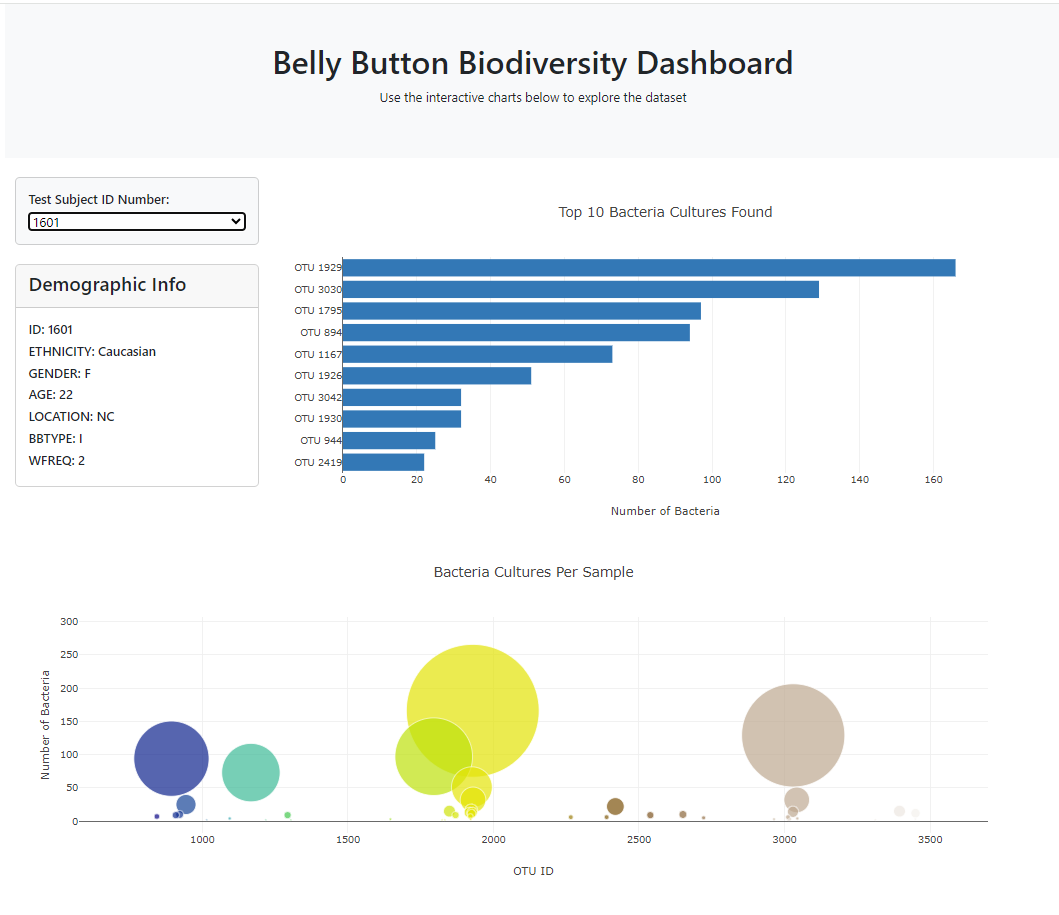 Belly Button Biodiversity Dashboard
Use the interactive charts below to explore the dataset
Test Subject ID Number:
1601
Demographic Info
ID: 1601
ETHNICITY: Caucasian
GENDER: F
AGE: 22
LOCATION: NC
BBTYPE: I
WFREQ: 2
Top 10 Bacteria Cultures Found
OTU 1929
OTU 3030
OTU 1795
OTU 894
OTU 1167
OTU 1926
OTU 3042
OTU 1930
OTU 944
OTU 2419
0 20 40 60 80 100 120 140 160
Number of Bacteria
Bacteria Cultures Per Sample
Number of Bacteria
300
250
200
150
100
50
0
1000 1500 2000 2500 3000 3500
OTU ID